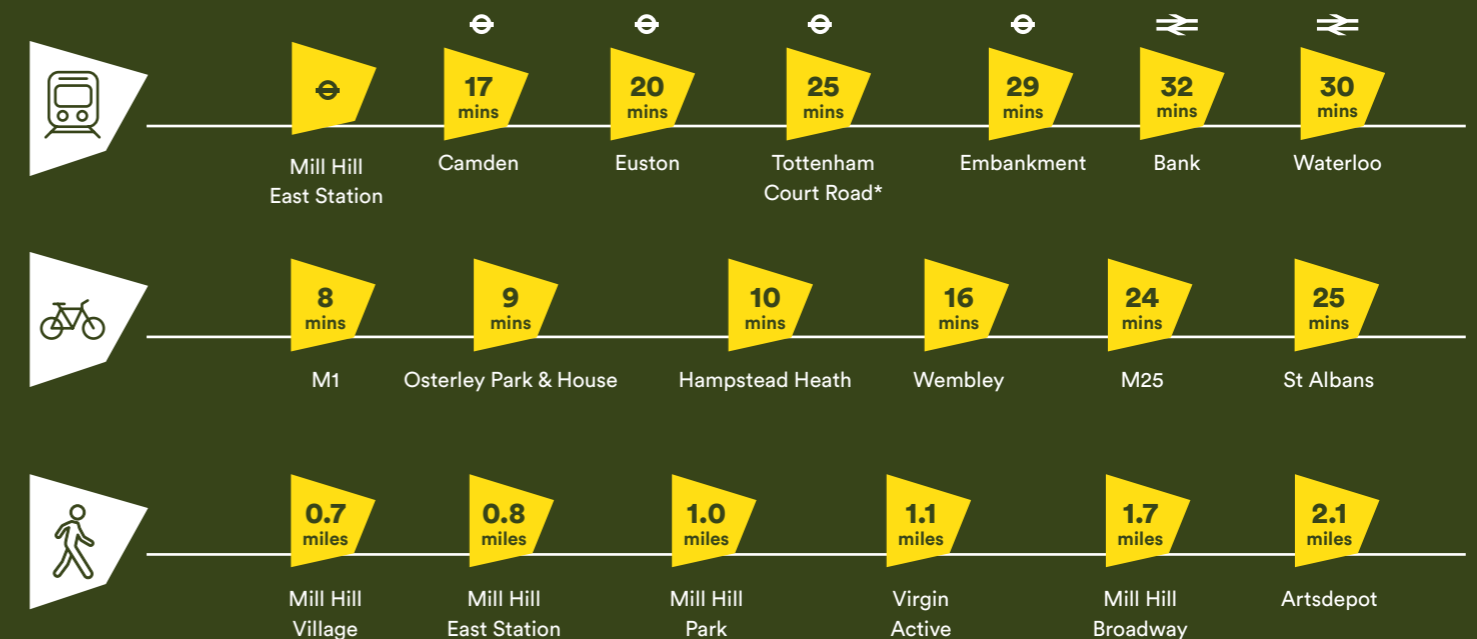 17 mins
20 mins
25 mins
29 mins
32 mins
30 mins
Mill Hill
East Station
Camden
Euston
Tottenham
Court Road*
Embankment
Bank
Waterloo
8 mins
9 mins
10 mins
16 mins
24 mins
25 mins
M1
Osterley Park & House
Hampstead Heath
Wembley
M25
St Albans
0.7 miles
0.8 miles
1.0 miles
1.1 miles
1.7 miles
2.1 miles
Mill Hill
Village
Mill Hill
East Station
Mill Hill
Park
Virgin
Active
Mill Hill
Broadway
Artsdepot